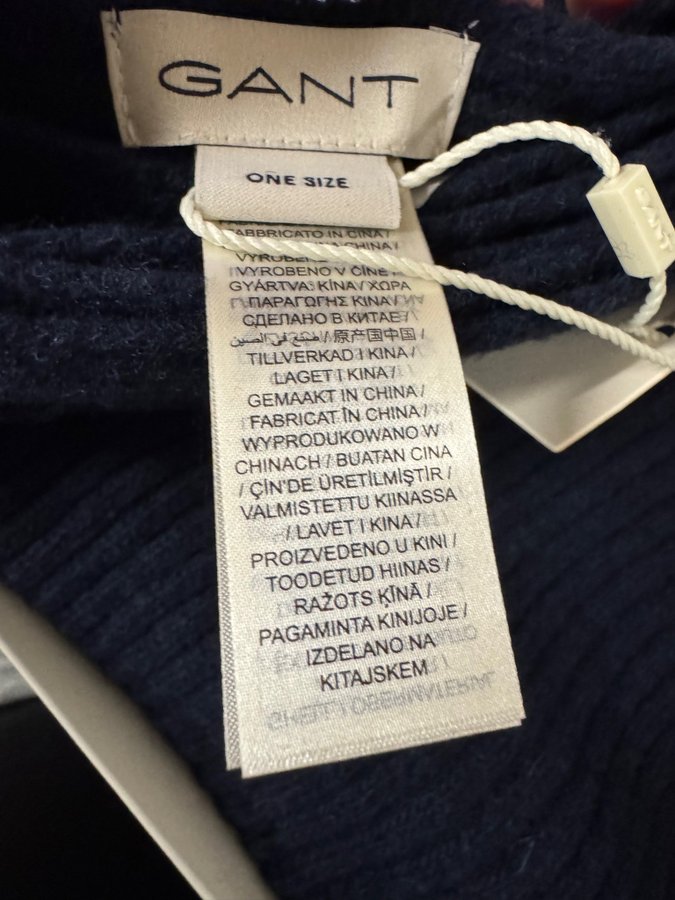 GANT
ONE SIZE
FABBRICATO IN CINA /
CHINA /
VYROBENO V ČÍNĚ
GYÁRTVA: KÍNA / ΧΩΡΑ
ΠΑΡΑΓΩΓΗΣ ΚΙΝΑ /
СДЕЛАНО В КИТАЕ /
صنع في الصين / 原产国中国 /
TILLVERKAD I KINA /
LAGET I KINA /
GEMAAKT IN CHINA /
FABRICAT ÎN CHINA /
WYPRODUKOWANO W
CHINACH / BUATAN CINA
/ ÇİN'DE ÜRETİLMİŞTİR /
VALMISTETTU KIINASSA
/ LAVET I KINA /
PROIZVEDENO U KINI /
TOODETUD HIINAS /
RAŽOTS ĶĪNĀ /
PAGAMINTA KINIJOJE /
IZDELANO NA
KITAJSKEM
GANT